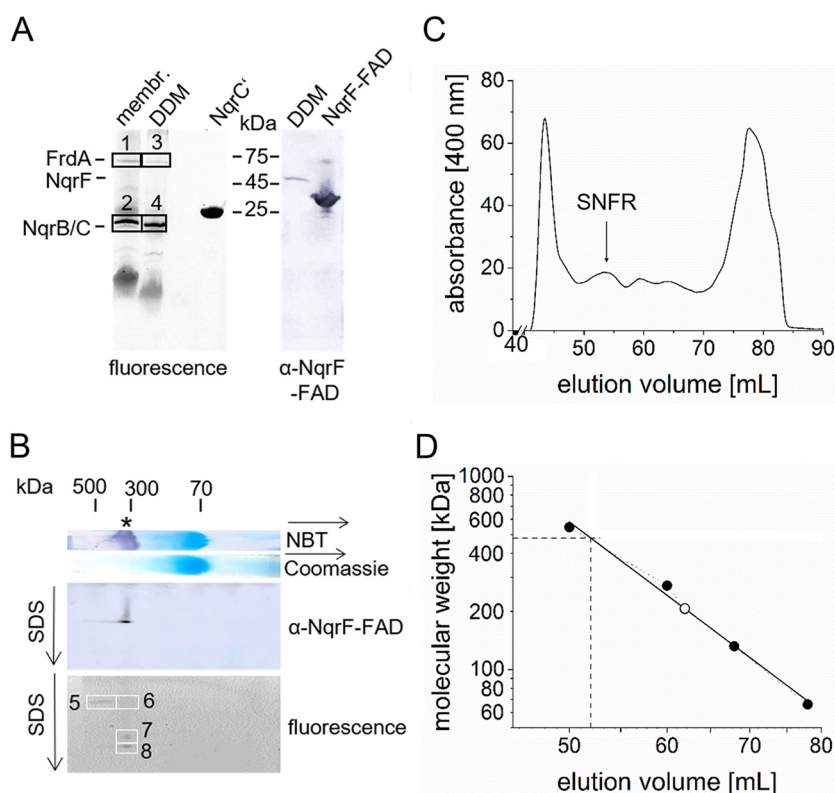 A
membr.
DDM
NqrC'
kDa
DDM
NqrF-FAD
1 3
FrdA
75
NqrF
45
2 4
25
NqrB/C
fluorescence
α-NqrF
-FAD
B
kDa 500 300 70
*
NBT
Coomassie
SDS
α-NqrF-FAD
SDS
5 6
7
8
fluorescence
C
absorbance [400 nm]
80
60
40
20
0
SNFR
40 50 60 70 80 90
elution volume [mL]
D
molecular weight [kDa]
1000
800
600
400
200
100
80
60
50 60 70 80
elution volume [mL]